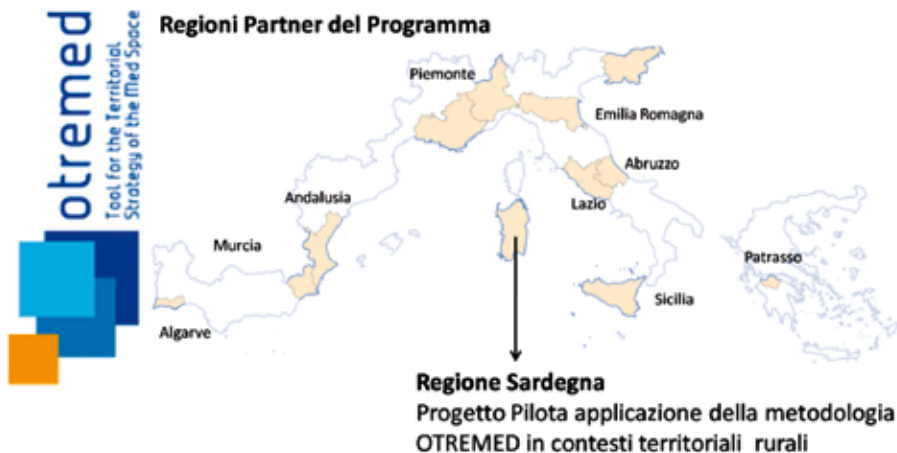 otremed
Tool for the Territorial
Strategy of the Med Space
Regioni Partner del Programma
Piemonte
Emilia Romagna
Abruzzo
Andalusia
Lazio
Murcia
Patrasso
Sicilia
Algarve
Regione Sardegna
Progetto Pilota applicazione della metodologia
OTREMED in contesti territoriali rurali